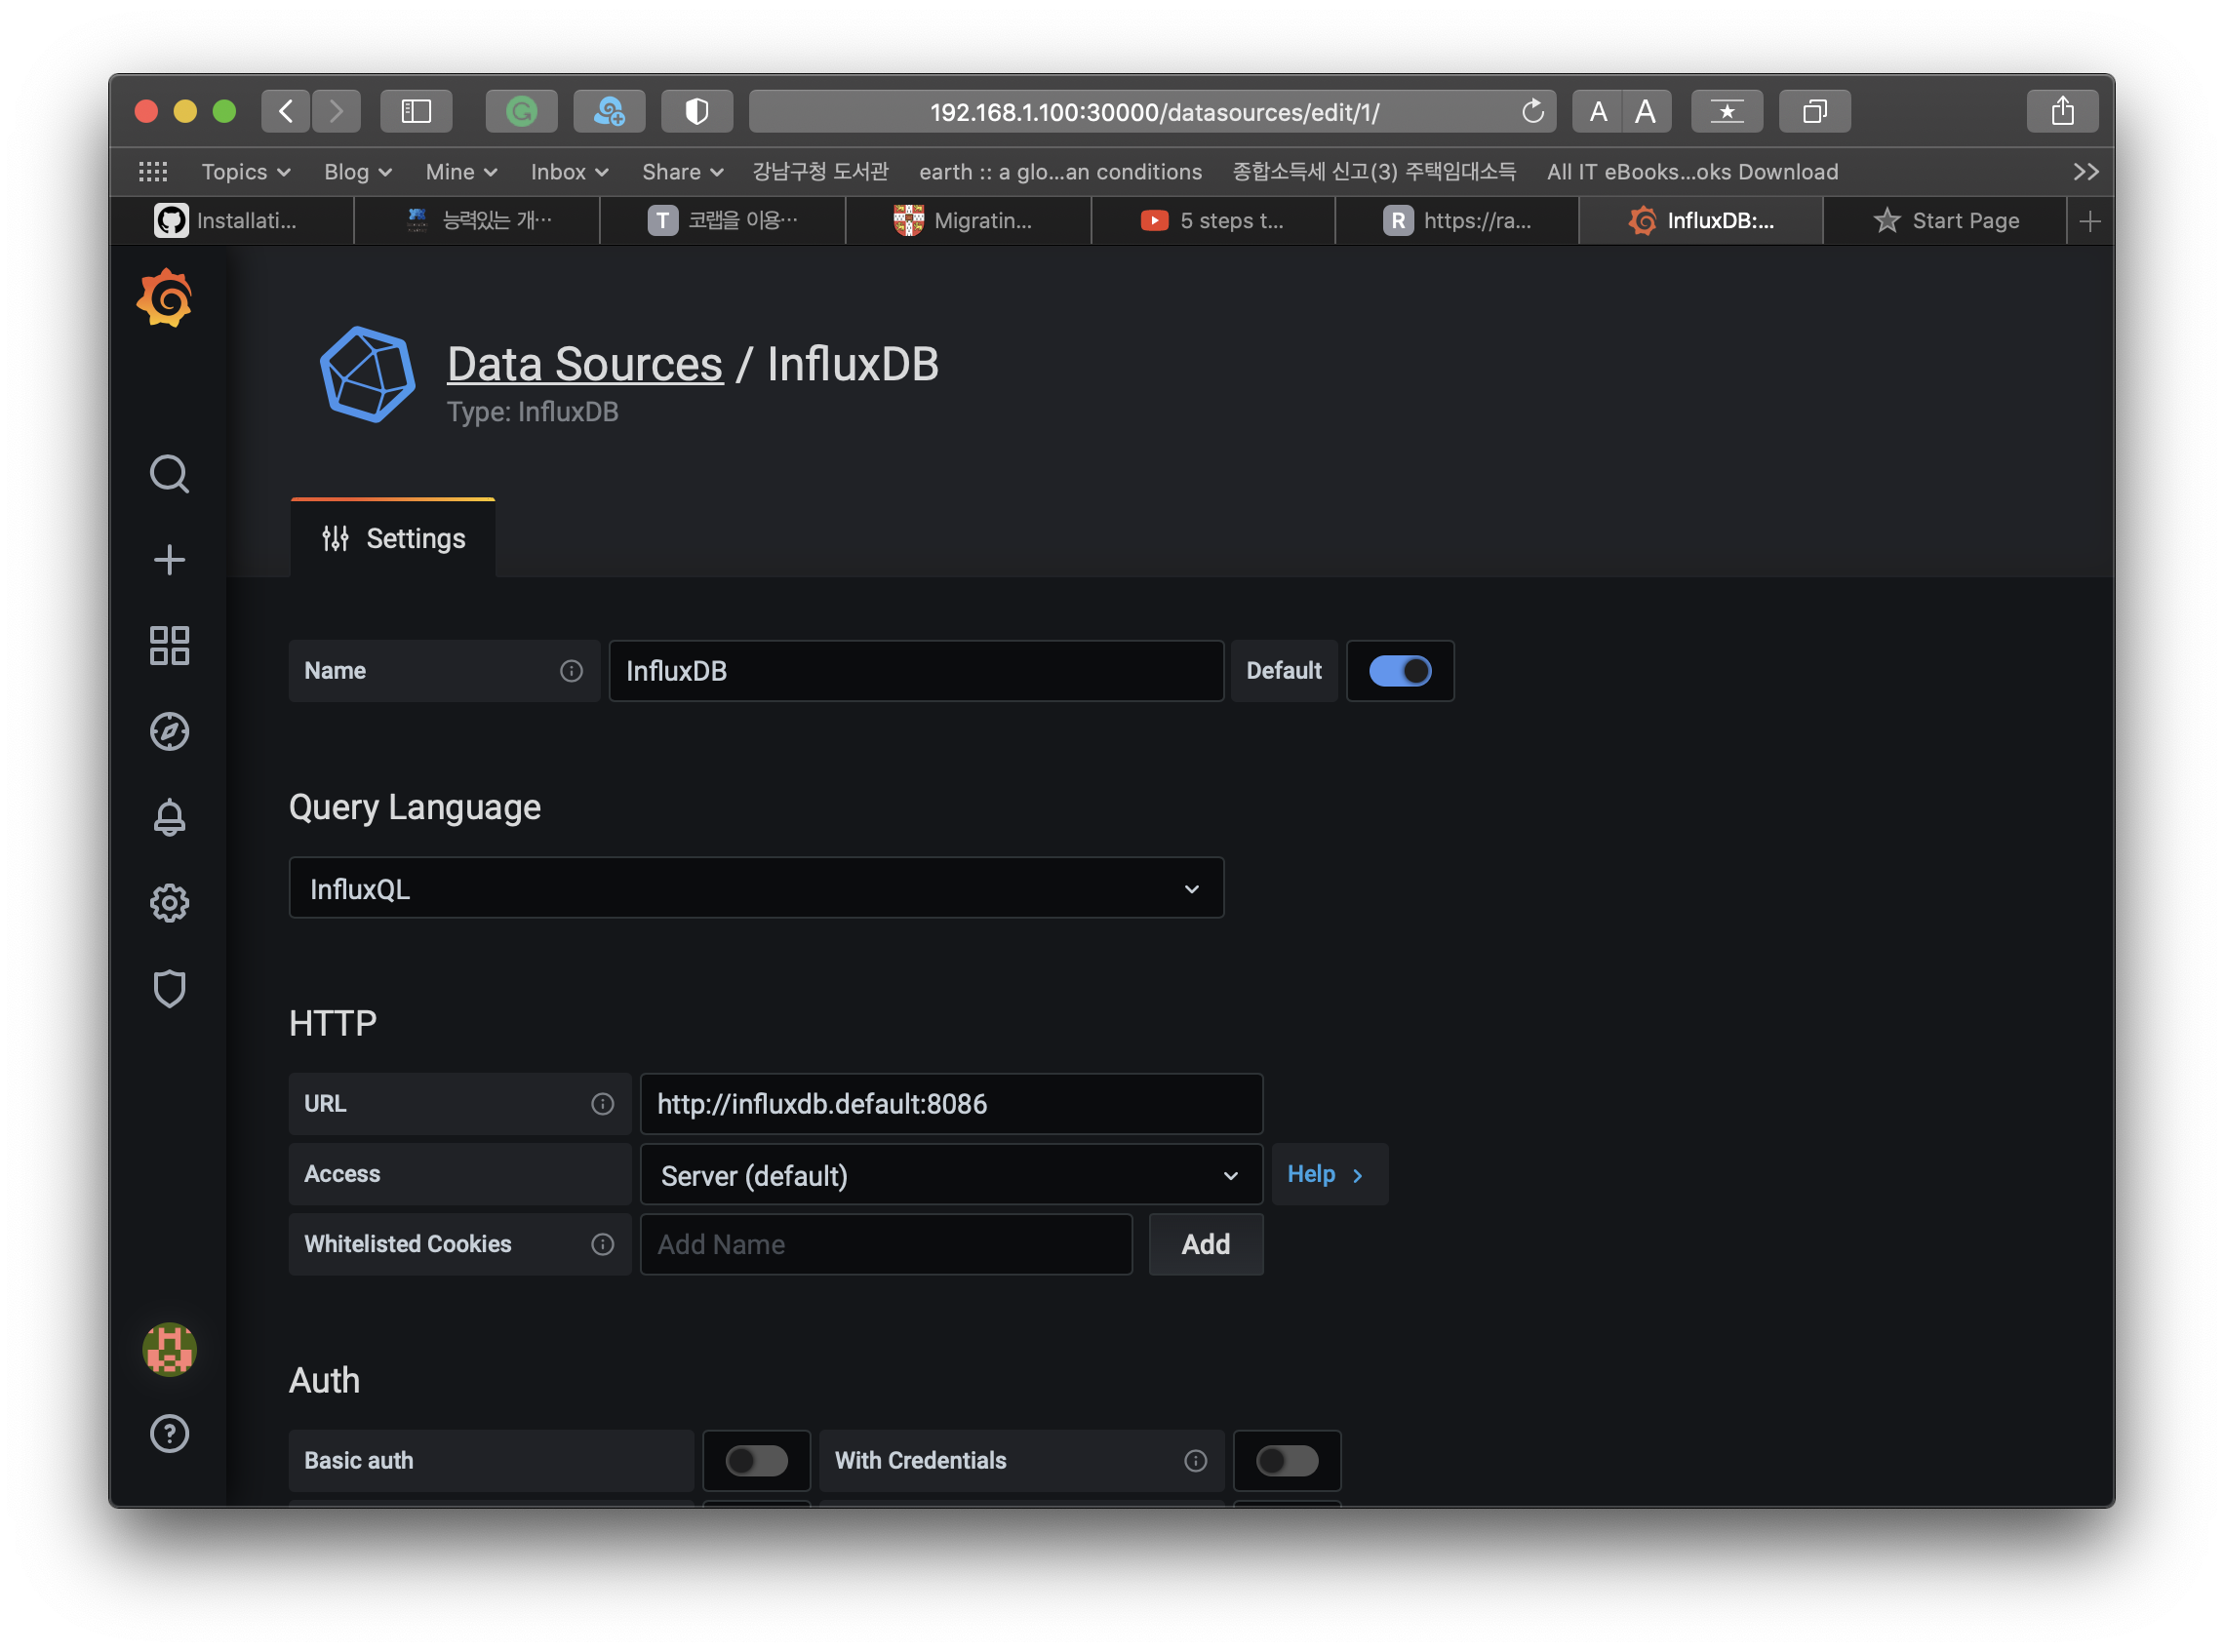 192.168.1.100:30000/datasources/edit/1/
A A
Topics Blog Mine Inbox Share 강남구청 도서관 earth :: a glo...an conditions 종합소득세 신고(3) 주택임대소득 All IT eBooks...oks Download
Installati... 능력있는 개… T 코랩을 이용… Migratin... 5 steps t... R https://ra... InfluxDB:... Start Page
Data Sources / InfluxDB
Type: InfluxDB
Settings
Name InfluxDB Default
Query Language
InfluxQL
HTTP
URL http://influxdb.default:8086
Access Server (default) Help
Whitelisted Cookies Add Name Add
Auth
Basic auth With Credentials